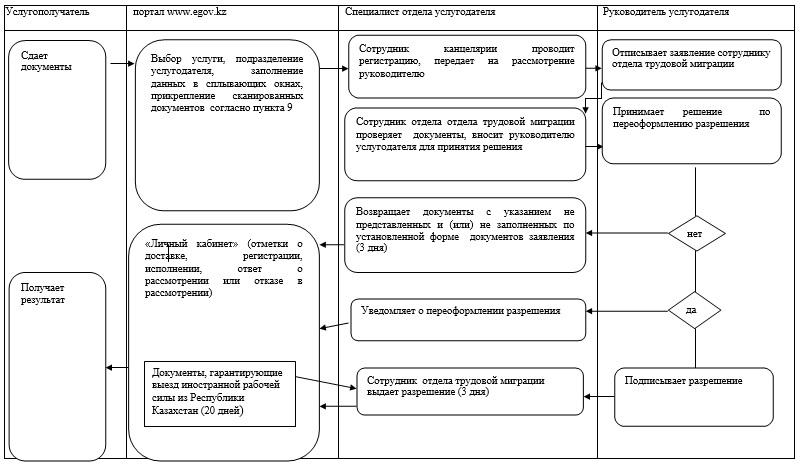 Услугополучатель
портал www.egov.kz
Специалист отдела услугодателя
Руководитель услугодателя
Сдает
документы
Выбор услуги, подразделение
услугодателя, заполнение
данных в сплывающих окнах,
прикрепление сканированных
документов согласно пункта 9
Сотрудник канцелярии проводит
регистрацию, передает на рассмотрение
руководителю
Отписывает заявление сотруднику
отдела трудовой миграции
Сотрудник отдела отдела трудовой миграции
проверяет документы, вносит руководителю
услугодателя для принятия решения
Принимает решение по
переоформлению разрешения
Возвращает документы с указанием не
представленных и (или) не заполненных по
установленной форме документов заявления
(3 дня)
нет
«Личный кабинет» (отметки о
доставке, регистрации,
исполнении, ответ о
рассмотрении или отказе в
рассмотрении)
Получает
результат
Уведомляет о переоформлении разрешения
да
Документы, гарантирующие
выезд иностранной рабочей
силы из Республики
Казахстан (20 дней)
Сотрудник отдела трудовой миграции
выдает разрешение (3 дня)
Подписывает разрешение